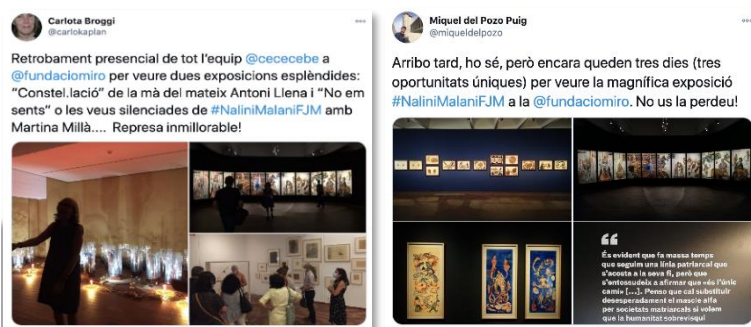 Carlota Broggi
@carlokaplan
Retrobament presencial de tot l'equip @cececebe a
@fundaciomiro per veure dues exposicions esplèndides:
"Constel.lació" de la mà del mateix Antoni Llena i "No em
sents" o les veus silenciades de #NaliniMalaniFJM amb
Martina Millà.... Represa inmillorable!
Miquel del Pozo Puig
@miqueldelpozo
Arribo tard, ho sé, però encara queden tres dies (tres
oportunitats úniques) per veure la magnífica exposició
#NaliniMalaniFJM a la @fundaciomiro. No us la perdeu!
"
És evident que fa massa temps
que seguim una línia patriarcal que
s'acosta a la seva fi, però que
s'entossudeix a afirmar que «és l'únic
camí» [...]. Penso que cal substituir
desesperadament el mascle alfa
per societats matriarcals si volem
que la humanitat sobrevisqui